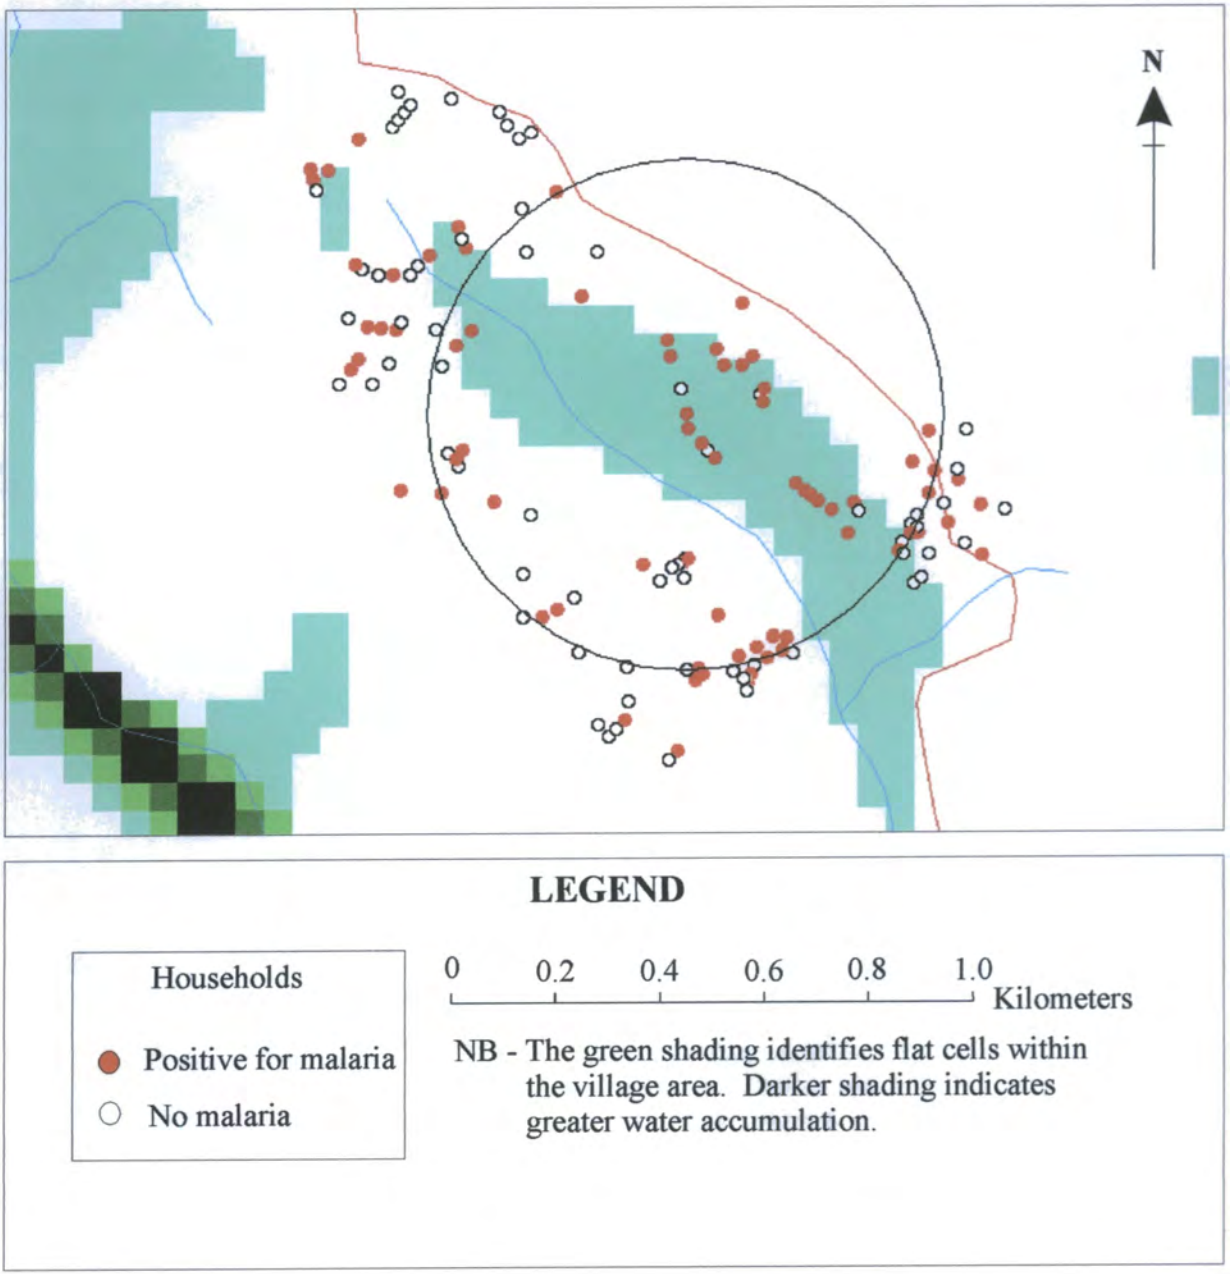 N
LEGEND
Households
Positive for malaria
No malaria
0 0.2 0.4 0.6 0.8 1.0
Kilometers
NB - The green shading identifies flat cells within
the village area. Darker shading indicates
greater water accumulation.